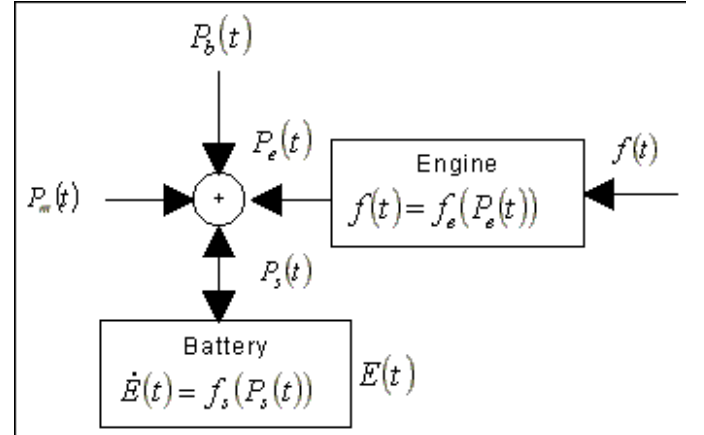 P_b(t)
P_e(t)
Engine
f(t) = f_e(P_e(t))
f(t)
P_m(t)
+
P_s(t)
Battery
Ė(t) = f_s(P_s(t))
E(t)